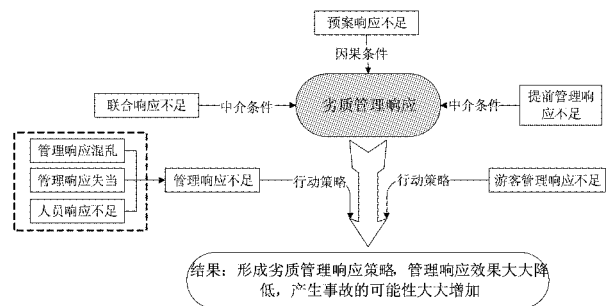 预案响应不足
因果条件
联合响应不足
中介条件
劣质管理响应
中介条件
提前管理响
应不足
管理响应混乱
管理响应失当
人员响应不足
管理响应不足
行动策略
行动策略
游客管理响应不足
结果：形成劣质管理响应策略，管理响应效果大大降
低，产生事故的可能性大大增加